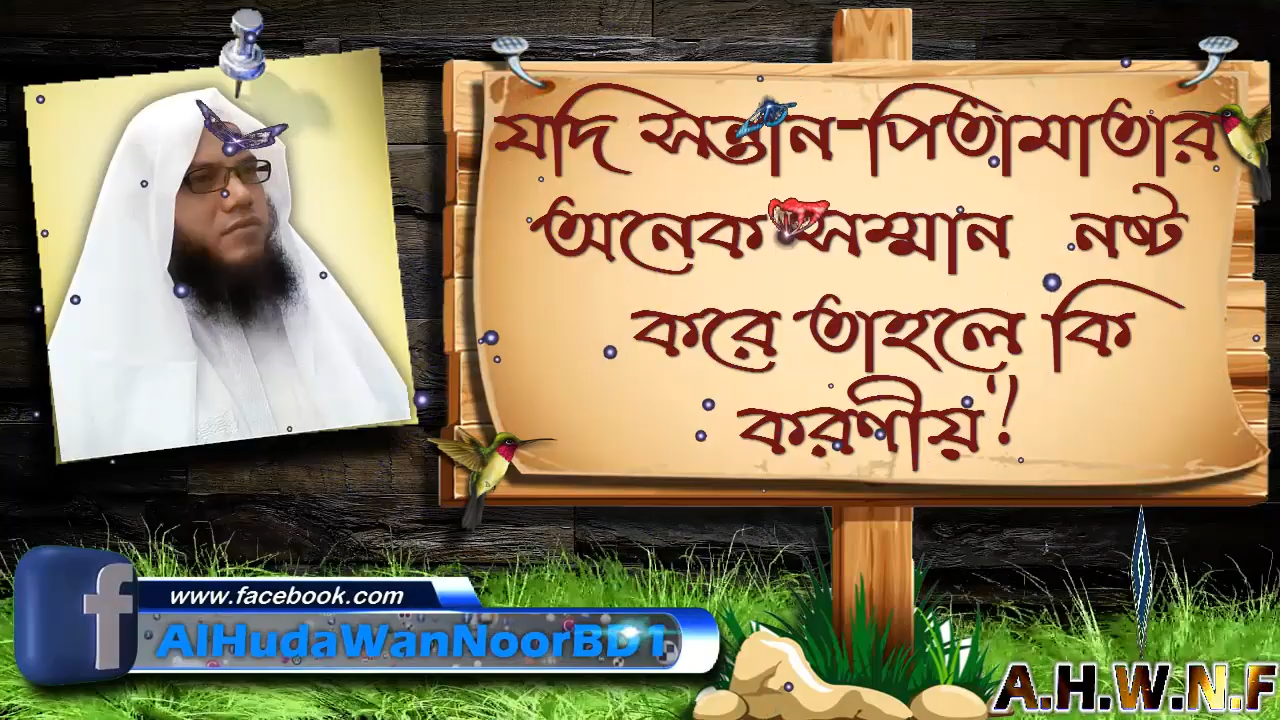 যদি সন্তান-পিতামাতার
অনেক সম্মান নষ্ট
করে তাহলে কি
করণীয়!
www.facebook.com
AlHudaWanNoorBD1
A.H.W.N.F